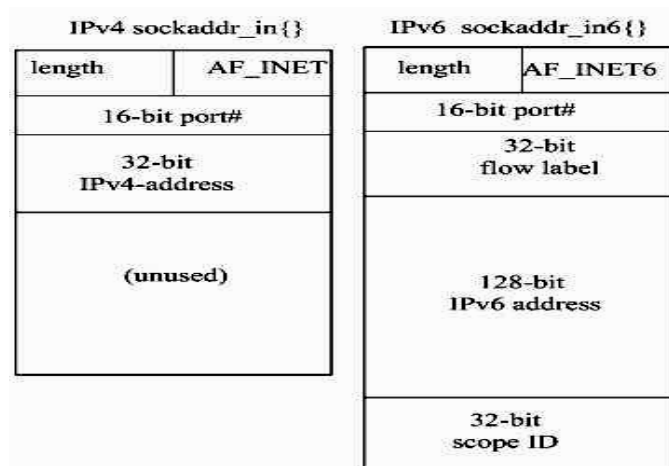 IPv4 sockaddr_in{}
length AF_INET
16-bit port#
32-bit
IPv4-address
(unused)
IPv6 sockaddr_in6{}
length AF_INET6
16-bit port#
32-bit
flow label
128-bit
IPv6 address
32-bit
scope ID